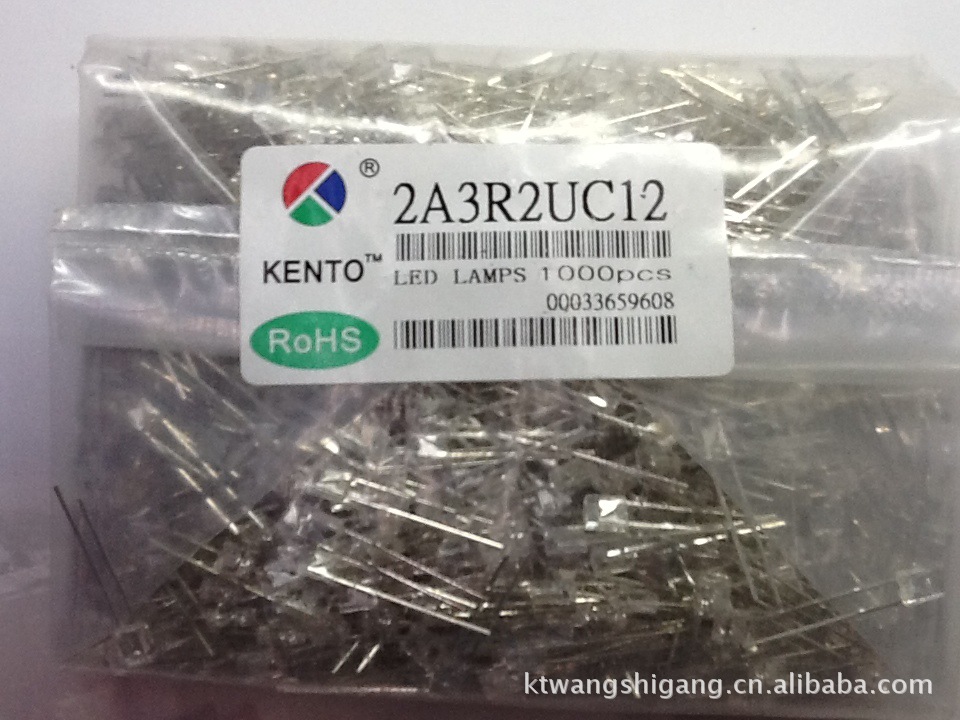 ®
2A3R2UC12
KENTO™
LED LAMPS 1000pcs
00033659608
RoHS
ktwangshigang.cn.alibaba.com